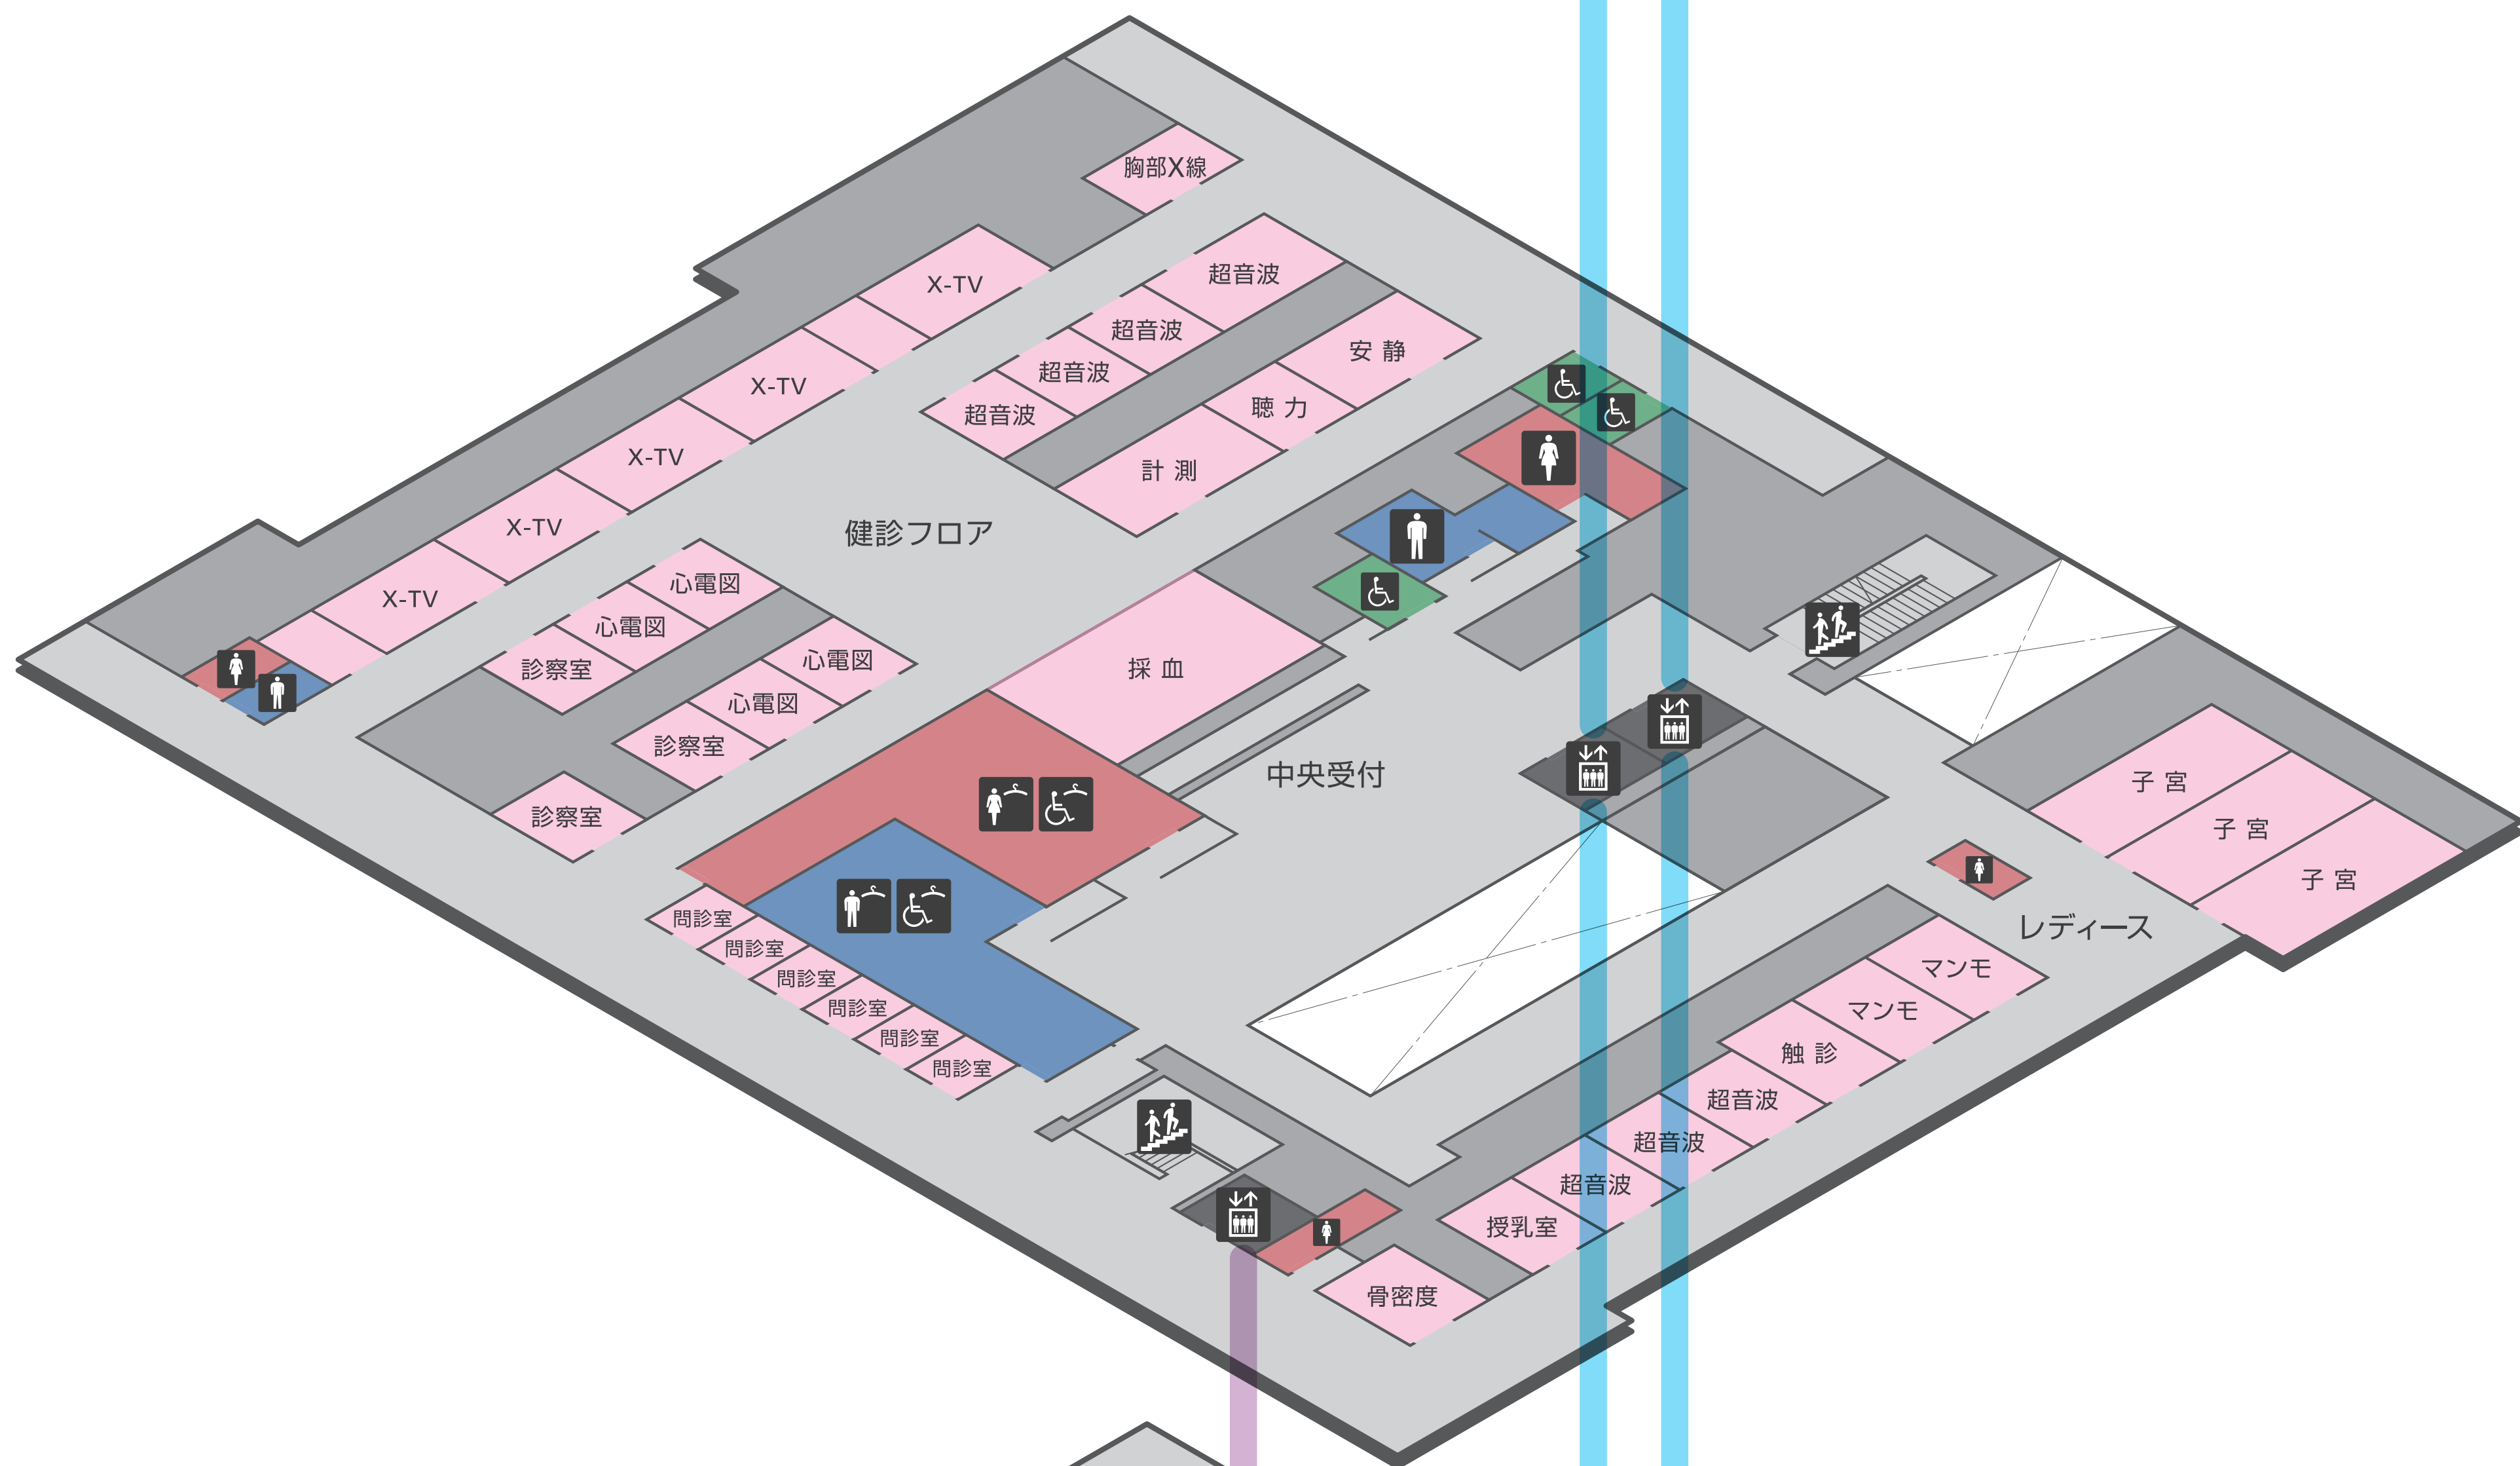 胸部X線
X-TV
X-TV
X-TV
X-TV
X-TV
超音波
超音波
超音波
超音波
安 静
聴 力
計 測
健診フロア
心電図
心電図
診察室
心電図
心電図
診察室
診察室
採 血
中央受付
問診室
問診室
問診室
問診室
問診室
問診室
子 宮
子 宮
子 宮
レディース
マンモ
マンモ
触 診
超音波
超音波
超音波
授乳室
骨密度